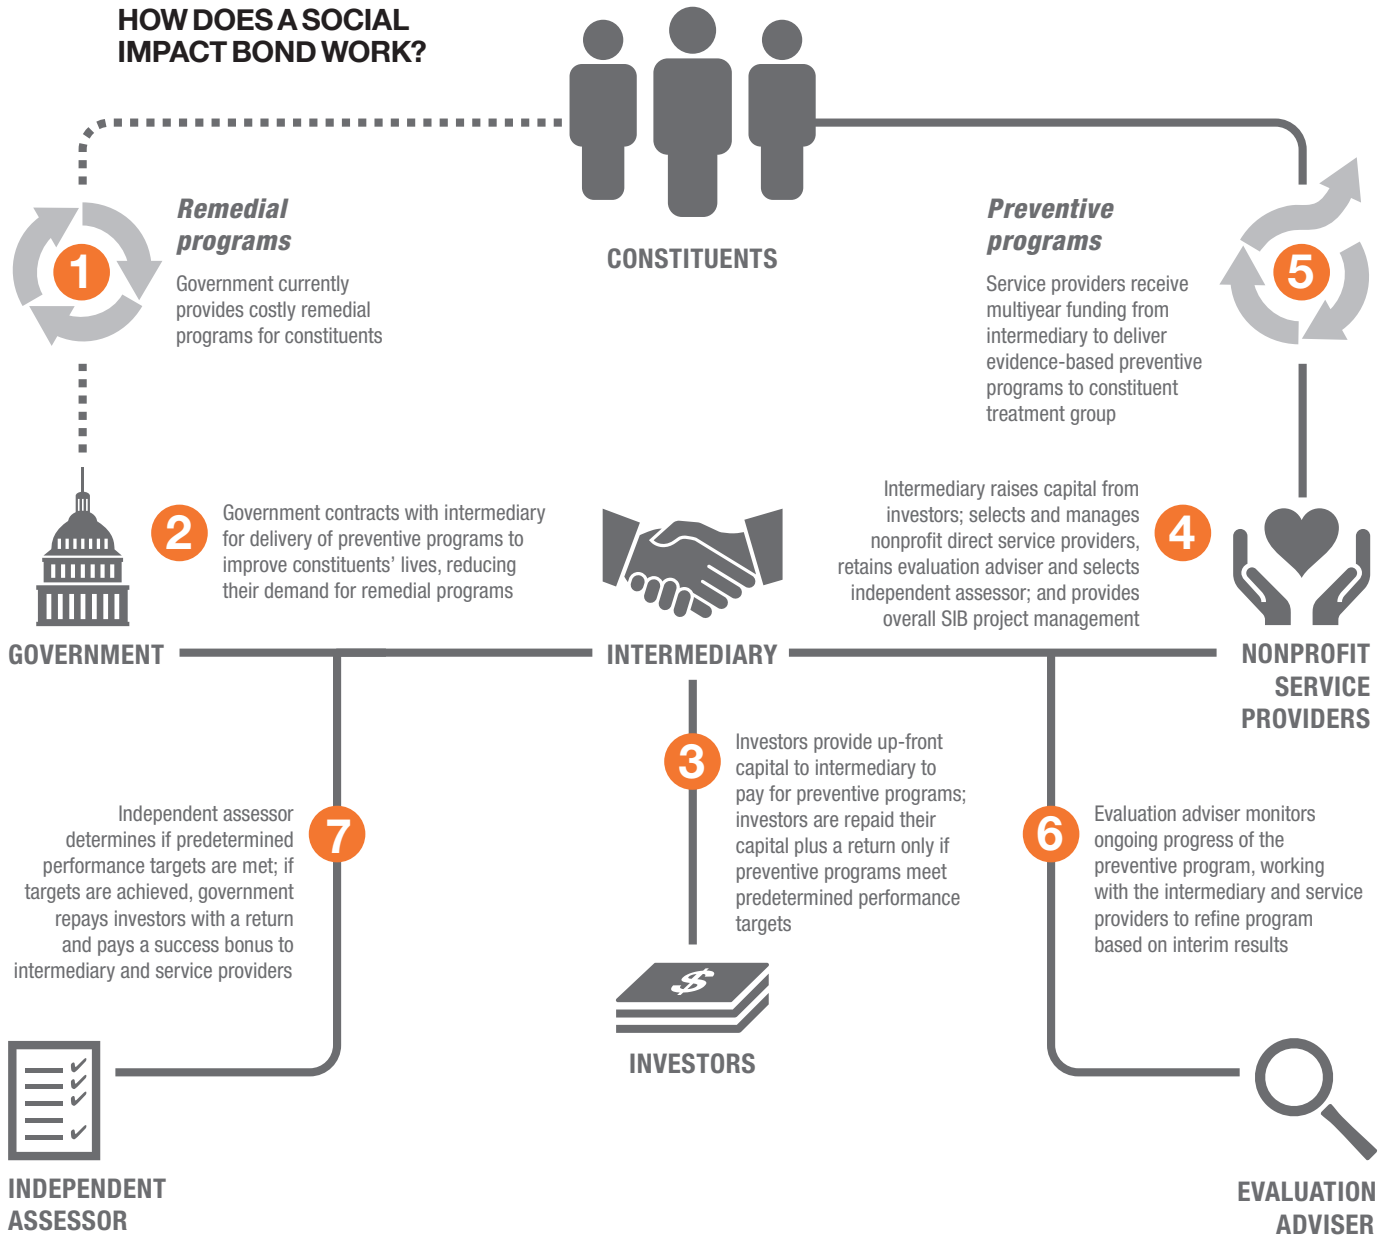 HOW DOES A SOCIAL
IMPACT BOND WORK?
CONSTITUENTS
1
Remedial
programs
Government currently
provides costly remedial
programs for constituents
Preventive
programs
Service providers receive
multiyear funding from
intermediary to deliver
evidence-based preventive
programs to constituent
treatment group
5
2
Government contracts with intermediary
for delivery of preventive programs to
improve constituents’ lives, reducing
their demand for remedial programs
Intermediary raises capital from
investors; selects and manages
nonprofit direct service providers,
retains evaluation adviser and selects
independent assessor; and provides
overall SIB project management
4
GOVERNMENT
INTERMEDIARY
NONPROFIT
SERVICE
PROVIDERS
3
Investors provide up-front
capital to intermediary to
pay for preventive programs;
investors are repaid their
capital plus a return only if
preventive programs meet
predetermined performance
targets
Independent assessor
determines if predetermined
performance targets are met; if
targets are achieved, government
repays investors with a return
and pays a success bonus to
intermediary and service providers
7
6
Evaluation adviser monitors
ongoing progress of the
preventive program, working
with the intermediary and service
providers to refine program
based on interim results
$
INVESTORS
INDEPENDENT
ASSESSOR
EVALUATION
ADVISER